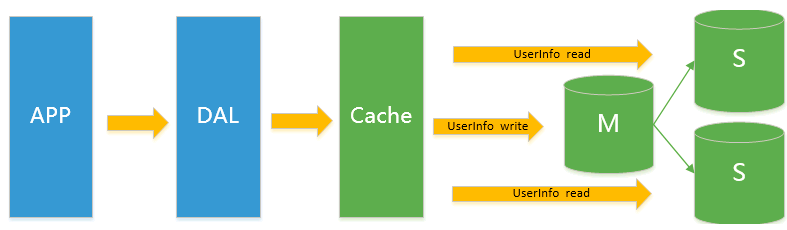 APP
DAL
Cache
UserInfo read
UserInfo write
UserInfo read
M
S
S